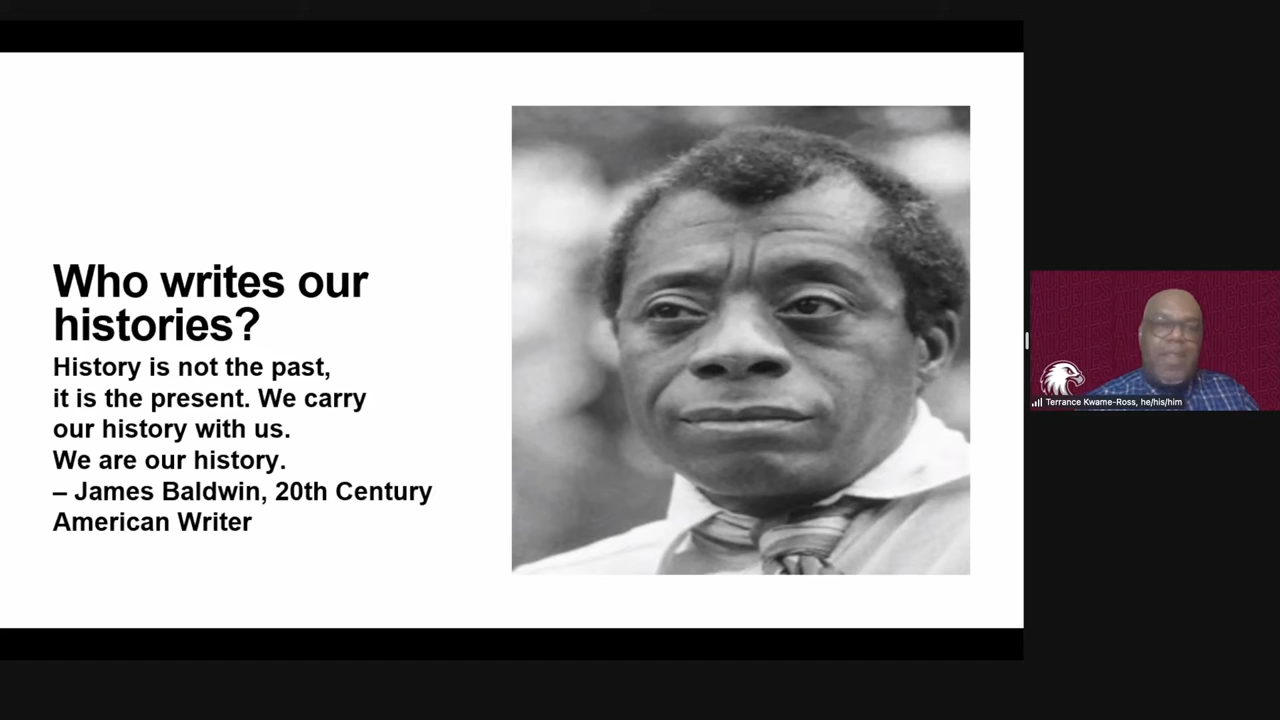 Who writes our
histories?
History is not the past,
it is the present. We carry
our history with us.
We are our history.
– James Baldwin, 20th Century
American Writer
Terrance Kwame-Ross, he/his/him